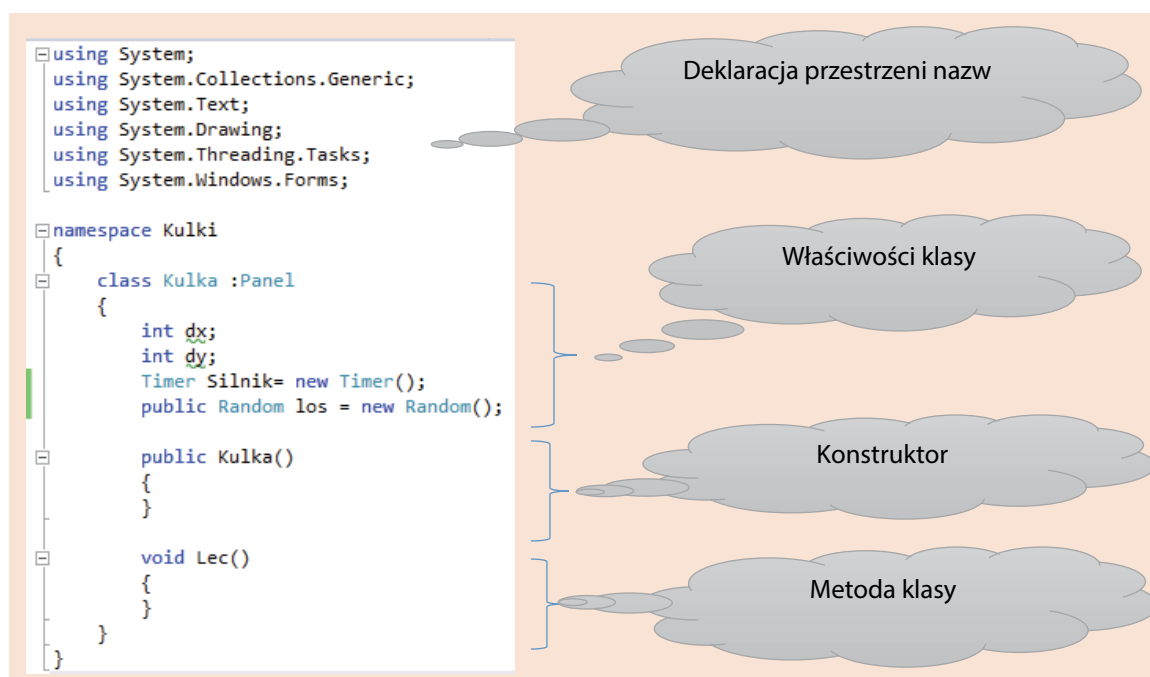 using System;
using System.Collections.Generic;
using System.Text;
using System.Drawing;
using System.Threading.Tasks;
using System.Windows.Forms;
namespace Kulki
{
class Kulka :Panel
{
int dx;
int dy;
Timer Silnik= new Timer();
public Random los = new Random();
public Kulka()
{
}
void Lec()
{
}
}
}
Deklaracja przestrzeni nazw
Właściwości klasy
Konstruktor
Metoda klasy